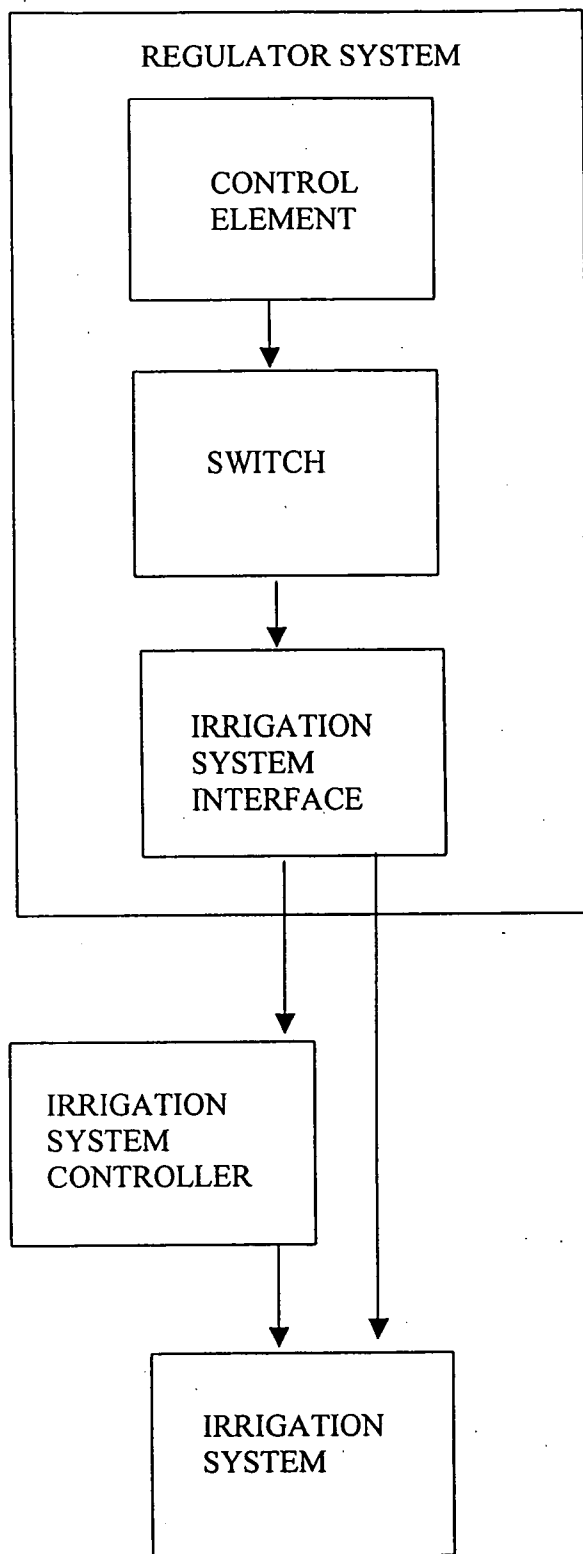 REGULATOR SYSTEM
CONTROL
ELEMENT
SWITCH
IRRIGATION
SYSTEM
INTERFACE
IRRIGATION
SYSTEM
CONTROLLER
IRRIGATION
SYSTEM